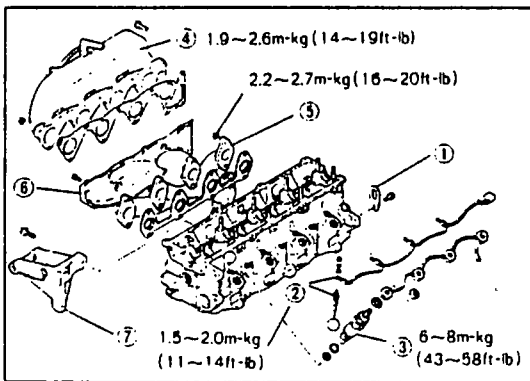 ④ 1.9~2.6m-kg (14~19ft-lb)
2.2~2.7m-kg (16~20ft-lb)
⑤
①
⑥
②
⑦
1.5~2.0m-kg
(11~14ft-lb)
③ 6~8m-kg
(43~58ft-lb)